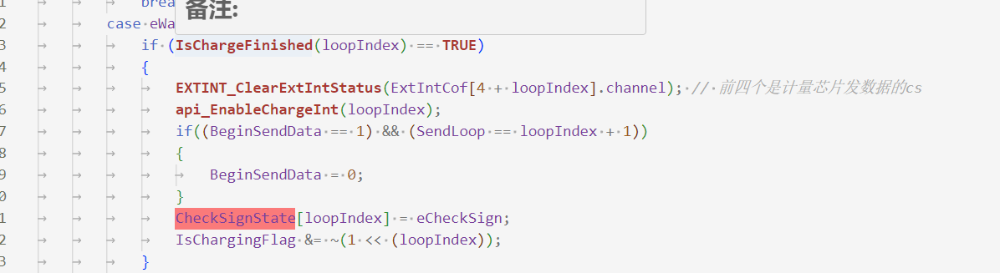 1 brea
备注:
2 case eWa
3 if (IsChargeFinished(loopIndex) == TRUE)
4 {
5 EXTINT_ClearExtIntStatus(ExtIntCof[4 + loopIndex].channel); // 前四个是计量芯片发数据的cs
6 api_EnableChargeInt(loopIndex);
7 if((BeginSendData == 1) && (SendLoop == loopIndex + 1))
8 {
9 BeginSendData = 0;
0 }
1 CheckSignState[loopIndex] = eCheckSign;
2 IsChargingFlag &= ~(1 << (loopIndex));
3 }